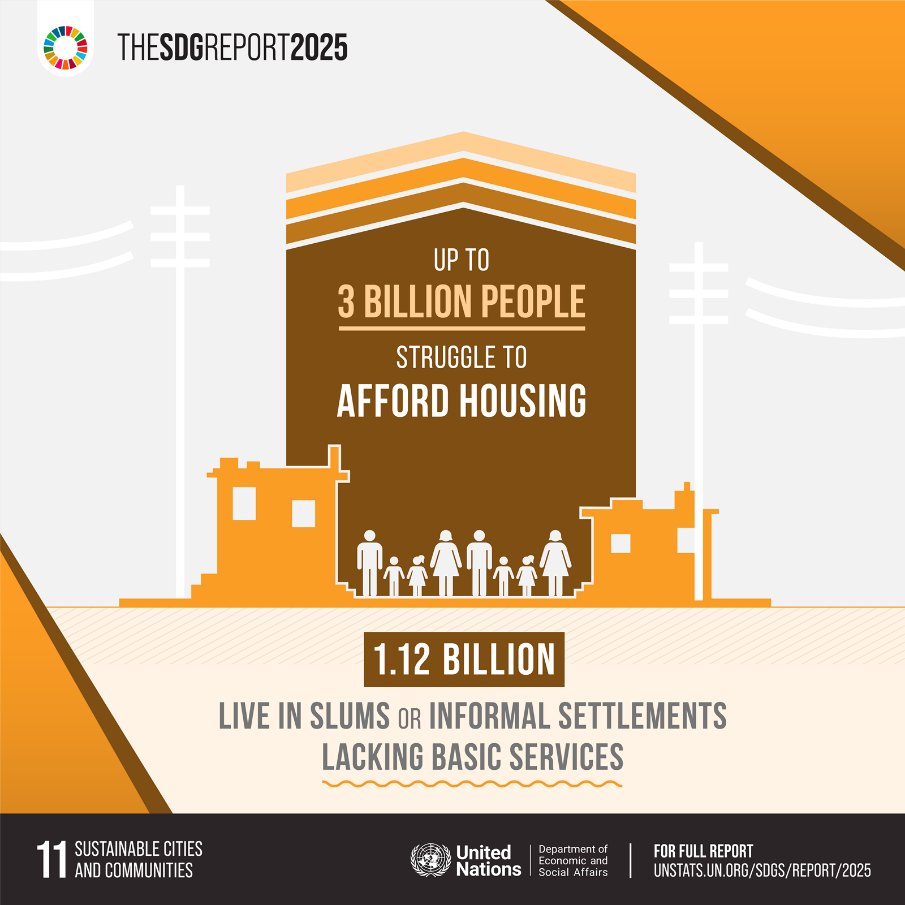 THESDGREPORT2025
UP TO
3 BILLION PEOPLE
STRUGGLE TO
AFFORD HOUSING
1.12 BILLION
LIVE IN SLUMS OR INFORMAL SETTLEMENTS
LACKING BASIC SERVICES
11 SUSTAINABLE CITIES
AND COMMUNITIES
United
Nations
Department of
Economic and
Social Affairs
FOR FULL REPORT
UNSTATS.UN.ORG/SDGS/REPORT/2025